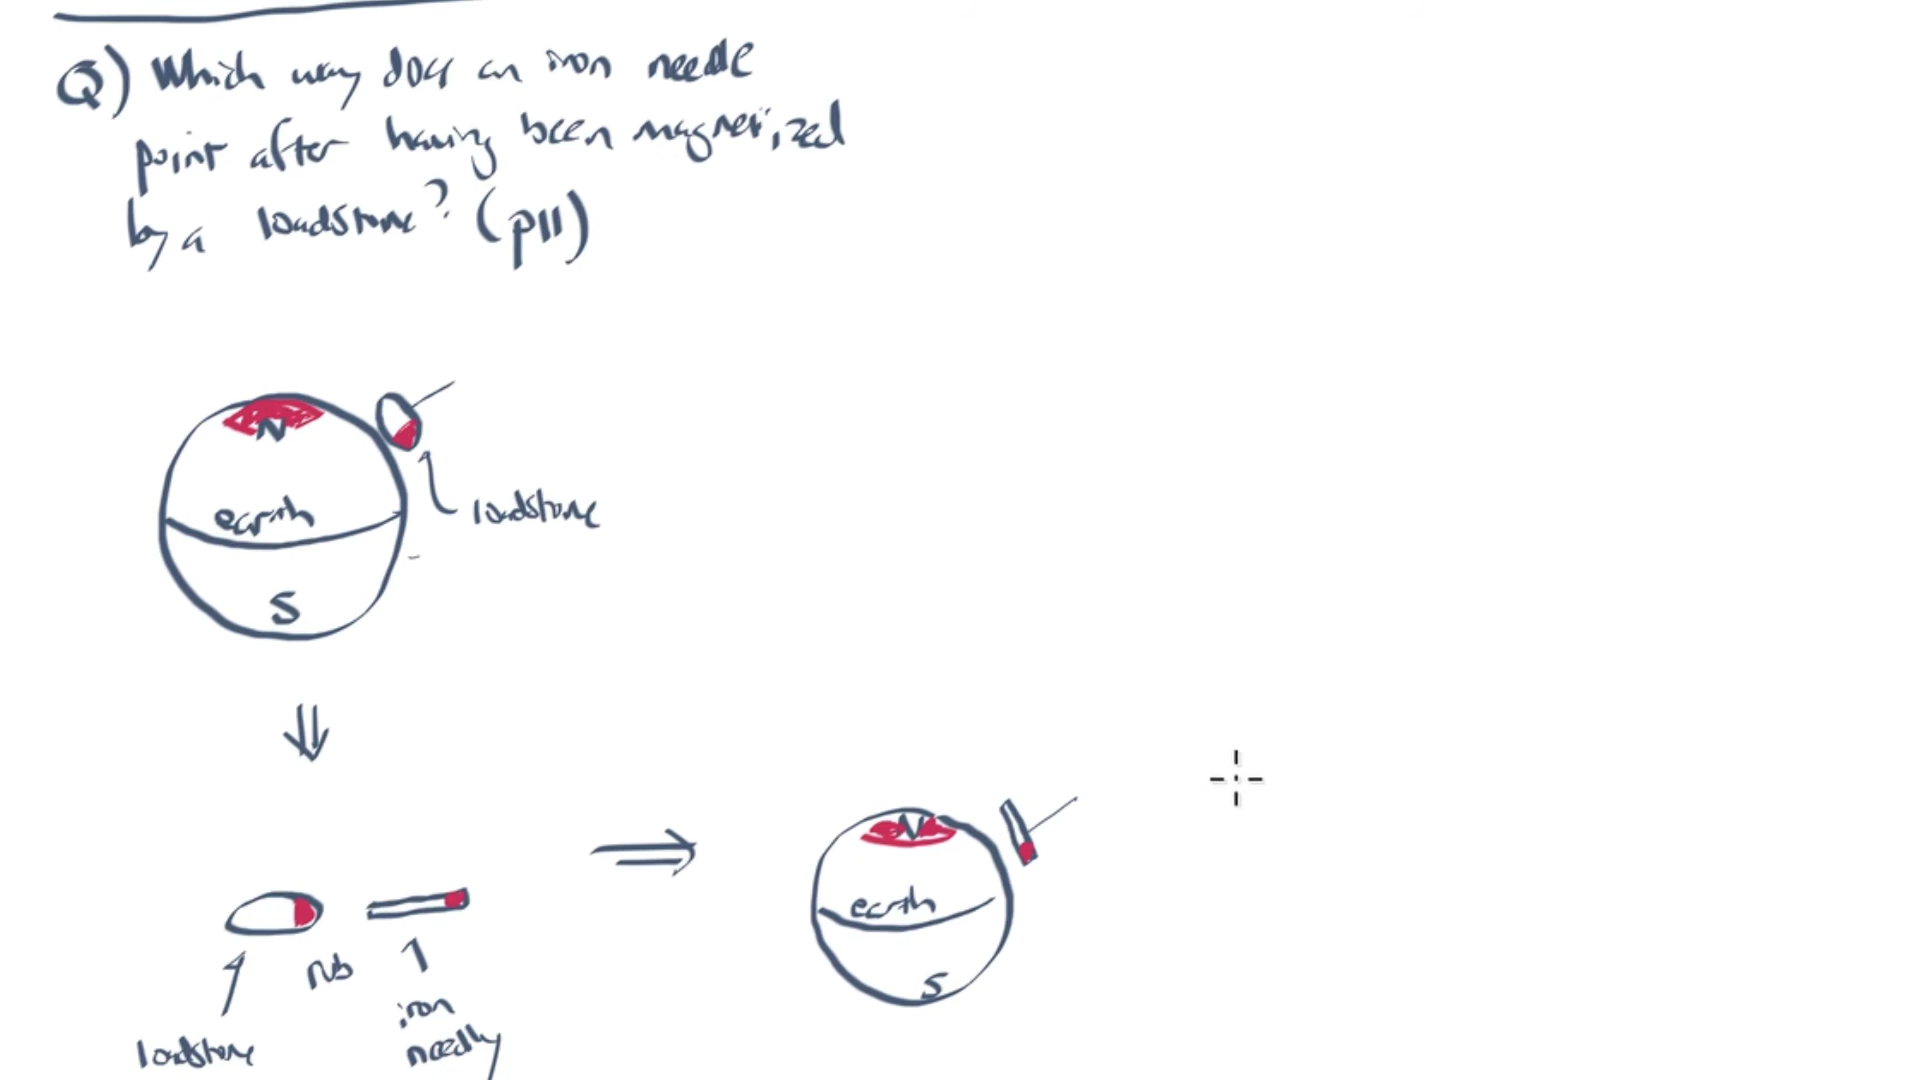 Q) Which way does an iron needle
point after having been magnetized
by a loadstone? (p11)
N
earth
loadstone
S
N
earth
rub
S
iron
loadstone
needle